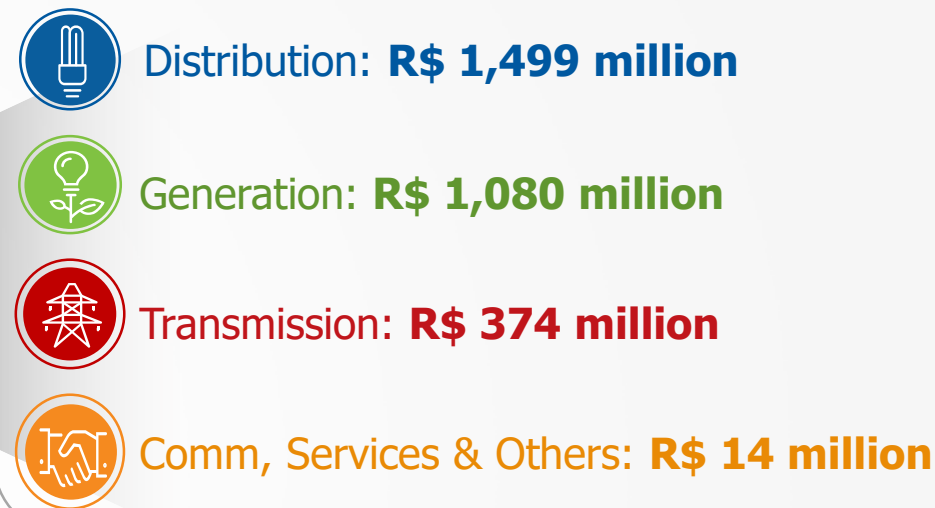 Distribution: R$ 1,499 million
Generation: R$ 1,080 million
Transmission: R$ 374 million
Comm, Services & Others: R$ 14 million